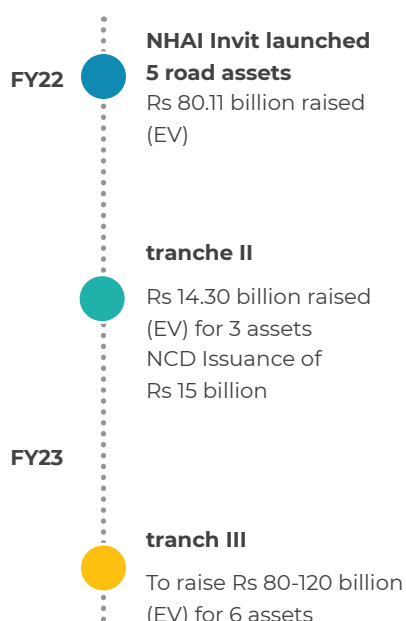 NHAI Invit launched
5 road assets
FY22
Rs 80.11 billion raised
(EV)
tranche II
Rs 14.30 billion raised
(EV) for 3 assets
NCD Issuance of
Rs 15 billion
FY23
tranch III
To raise Rs 80-120 billion
(EV) for 6 assets